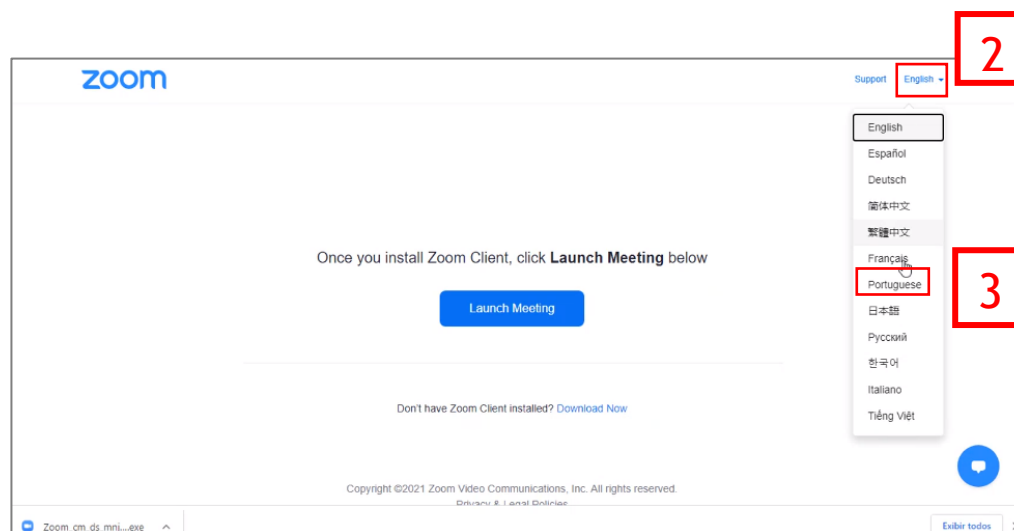 2
zoom
Support English
English
Español
Deutsch
简体中文
繁體中文
Français
Portuguese
3
日本語
Русский
한국어
Italiano
Tiếng Việt
Once you install Zoom Client, click Launch Meeting below
Launch Meeting
Don't have Zoom Client installed? Download Now
Copyright ©2021 Zoom Video Communications, Inc. All rights reserved.
Privacy & Legal Policies
Zoom_cm_ds_mni....exe
Exibir todos